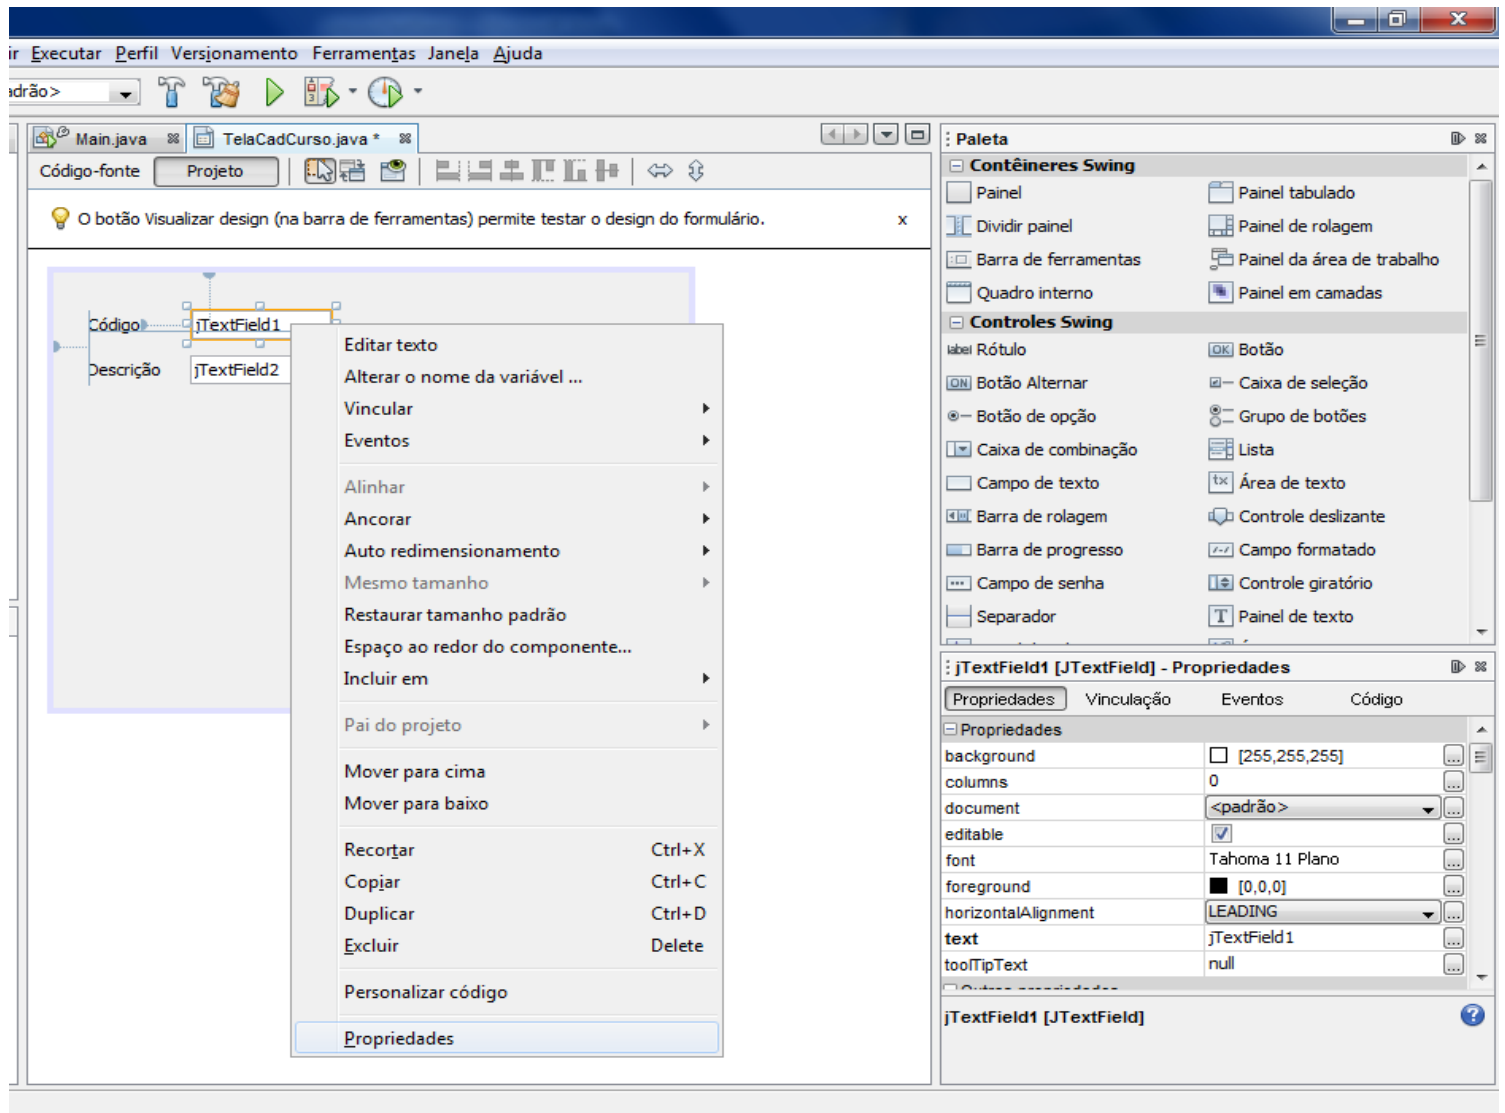 ir Executar Perfil Versionamento Ferramentas Janela Ajuda
adrão>
Main.java TelaCadCurso.java *
Código-fonte Projeto
O botão Visualizar design (na barra de ferramentas) permite testar o design do formulário. x
Código jTextField1
Descrição jTextField2
Editar texto
Alterar o nome da variável ...
Vincular
Eventos
Alinhar
Ancorar
Auto redimensionamento
Mesmo tamanho
Restaurar tamanho padrão
Espaço ao redor do componente...
Incluir em
Pai do projeto
Mover para cima
Mover para baixo
Recortar Ctrl+X
Copiar Ctrl+C
Duplicar Ctrl+D
Excluir Delete
Personalizar código
Propriedades
Paleta
Contêineres Swing
Painel Painel tabulado
Dividir painel Painel de rolagem
Barra de ferramentas Painel da área de trabalho
Quadro interno Painel em camadas
Controles Swing
label Rótulo OK Botão
ON Botão Alternar Caixa de seleção
Botão de opção Grupo de botões
Caixa de combinação Lista
Campo de texto tx Área de texto
Barra de rolagem Controle deslizante
Barra de progresso Campo formatado
Campo de senha Controle giratório
Separador T Painel de texto
jTextField1 [JTextField] - Propriedades
Propriedades Vinculação Eventos Código
Propriedades
background [255,255,255] ...
columns 0 ...
document <padrão> ...
editable ...
font Tahoma 11 Plano ...
foreground [0,0,0] ...
horizontalAlignment LEADING ...
text jTextField1 ...
toolTipText null ...
jTextField1 [JTextField]